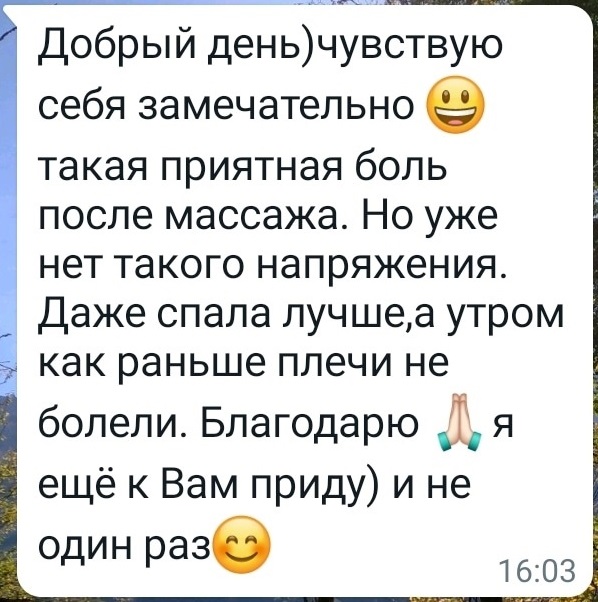 Добрый день)чувствую
себя замечательно 😃
такая приятная боль
после массажа. Но уже
нет такого напряжения.
Даже спала лучше,а утром
как раньше плечи не
болели. Благодарю 🙏🏻 я
ещё к Вам приду) и не
один раз😊
16:03